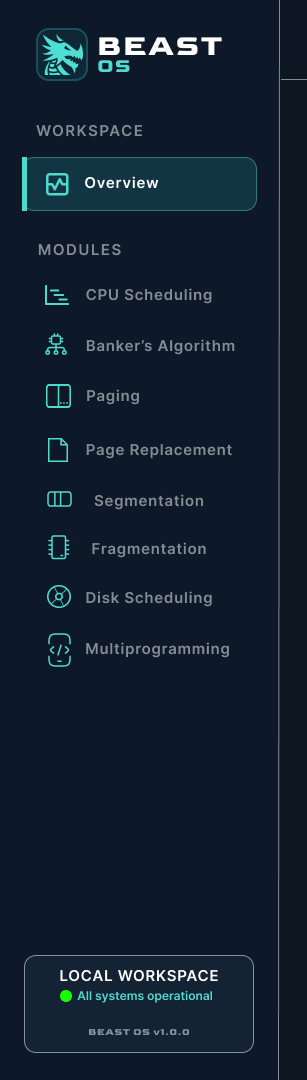 BEAST
OS
WORKSPACE
Overview
MODULES
CPU Scheduling
Banker’s Algorithm
Paging
Page Replacement
Segmentation
Fragmentation
Disk Scheduling
Multiprogramming
LOCAL WORKSPACE
All systems operational
BEAST OS v1.0.0